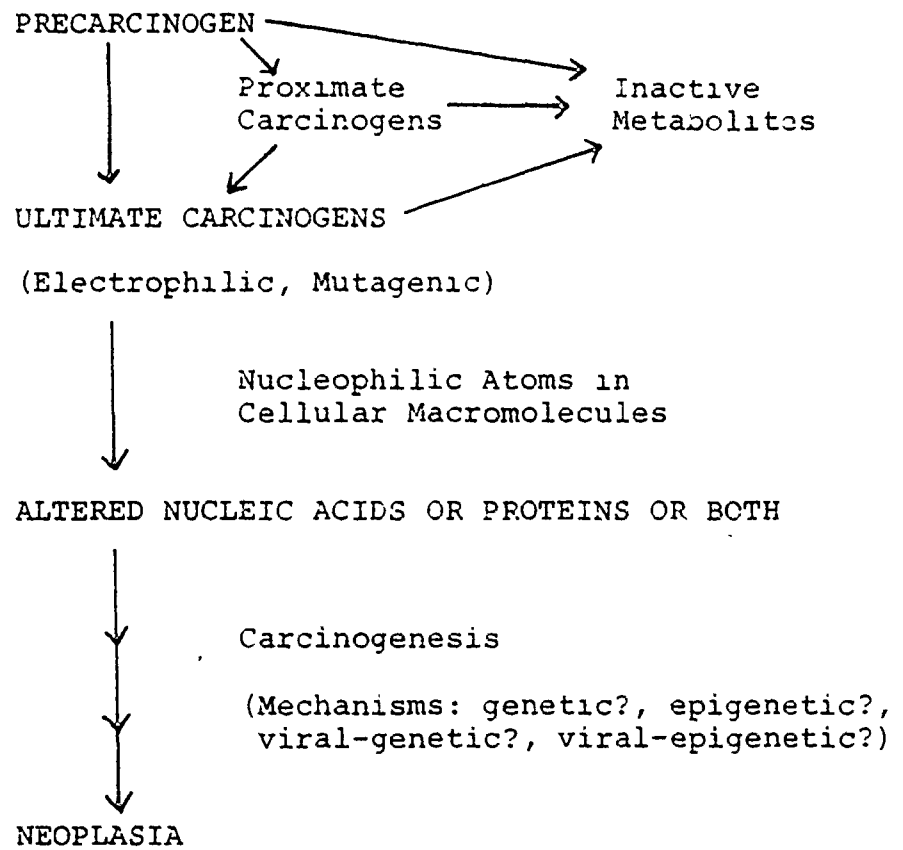 PRECARCINOGEN
Proximate
Carcinogens
Inactive
Metabolites
ULTIMATE CARCINOGENS
(Electrophilic, Mutagenic)
Nucleophilic Atoms in
Cellular Macromolecules
ALTERED NUCLEIC ACIDS OR PROTEINS OR BOTH
Carcinogenesis
(Mechanisms: genetic?, epigenetic?,
viral-genetic?, viral-epigenetic?)
NEOPLASIA